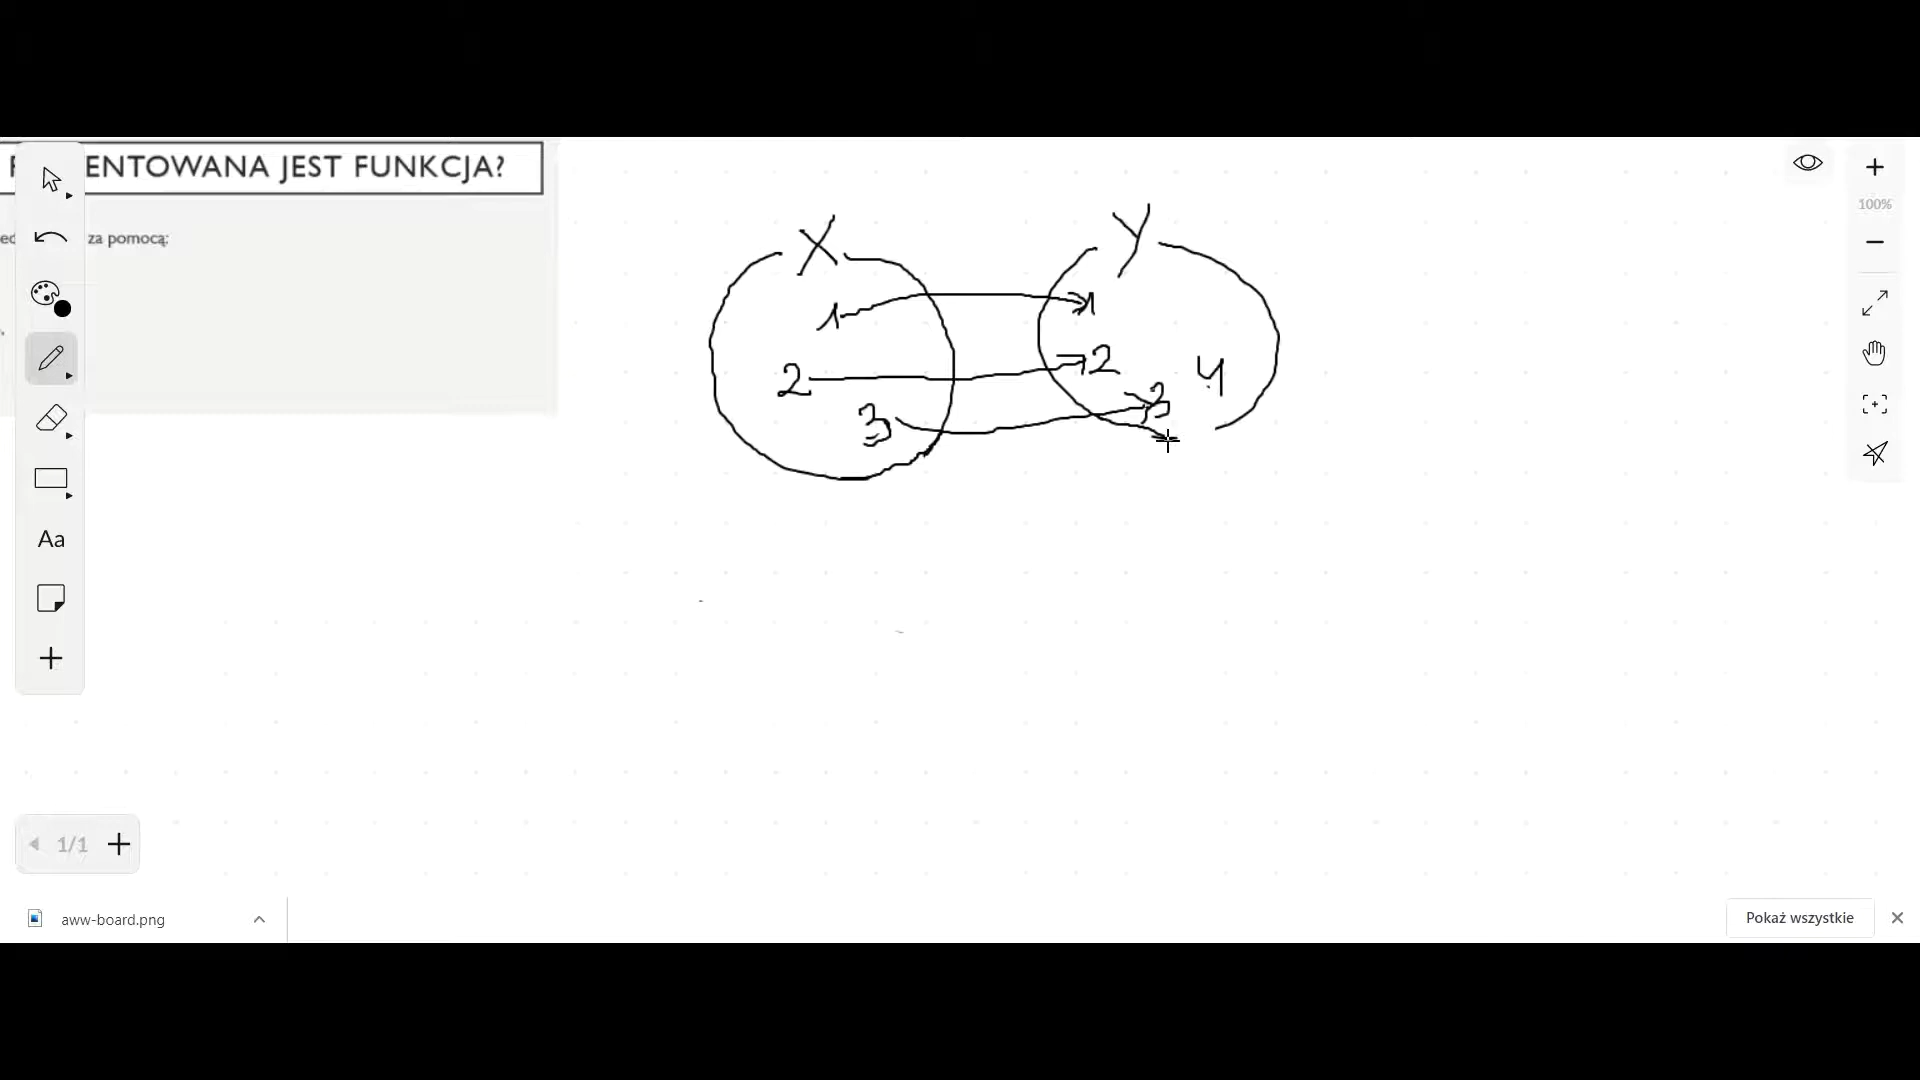 ENTOWANA JEST FUNKCJA?
za pomocą:
X
Y
1
1
2
2
4
3
3
100%
Aa
1/1
aww-board.png
Pokaż wszystkie